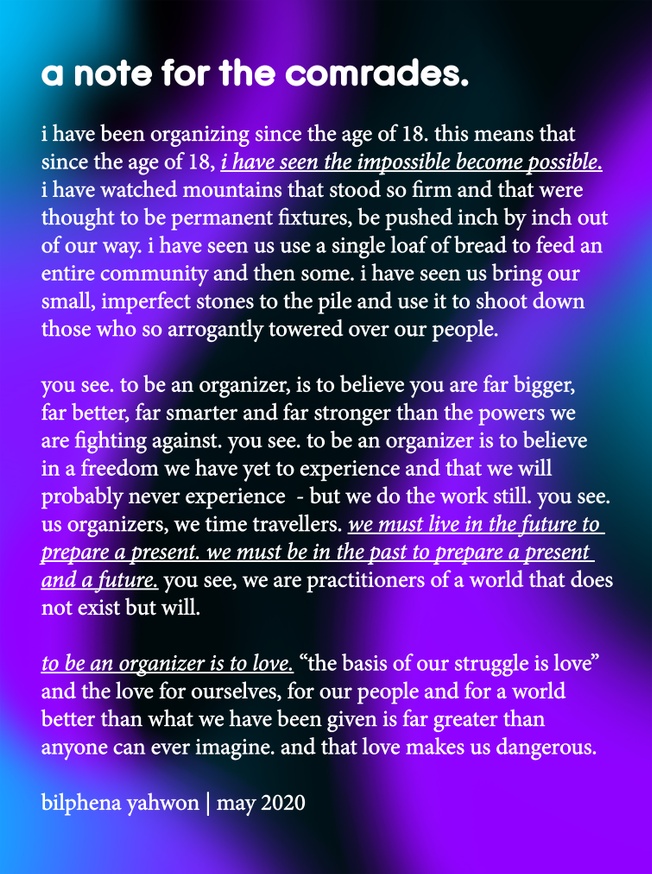 a note for the comrades.
i have been organizing since the age of 18. this means that
since the age of 18, i have seen the impossible become possible.
i have watched mountains that stood so firm and that were
thought to be permanent fixtures, be pushed inch by inch out
of our way. i have seen us use a single loaf of bread to feed an
entire community and then some. i have seen us bring our
small, imperfect stones to the pile and use it to shoot down
those who so arrogantly towered over our people.
you see. to be an organizer, is to believe you are far bigger,
far better, far smarter and far stronger than the powers we
are fighting against. you see. to be an organizer is to believe
in a freedom we have yet to experience and that we will
probably never experience  - but we do the work still. you see.
us organizers, we time travellers. we must live in the future to
prepare a present. we must be in the past to prepare a present
and a future. you see, we are practitioners of a world that does
not exist but will.
to be an organizer is to love. “the basis of our struggle is love”
and the love for ourselves, for our people and for a world
better than what we have been given is far greater than
anyone can ever imagine. and that love makes us dangerous.
bilphena yahwon | may 2020